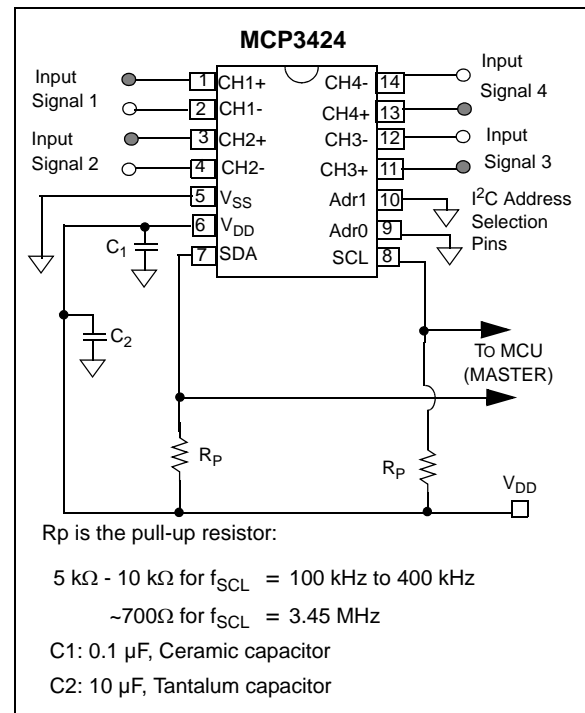 MCP3424
Input Signal 1
1 CH1+
2 CH1-
Input Signal 2
3 CH2+
4 CH2-
5 VSS
6 VDD
7 SDA
CH4- 14
CH4+ 13
Input Signal 4
CH3- 12
CH3+ 11
Input Signal 3
Adr1 10
Adr0 9
I2C Address
Selection
Pins
SCL 8
C1
C2
TO MCU
(MASTER)
RP
RP
VDD
Rp is the pull-up resistor:
5 kΩ - 10 kΩ for fSCL = 100 kHz to 400 kHz
~700Ω for fSCL = 3.45 MHz
C1: 0.1 µF, Ceramic capacitor
C2: 10 µF, Tantalum capacitor